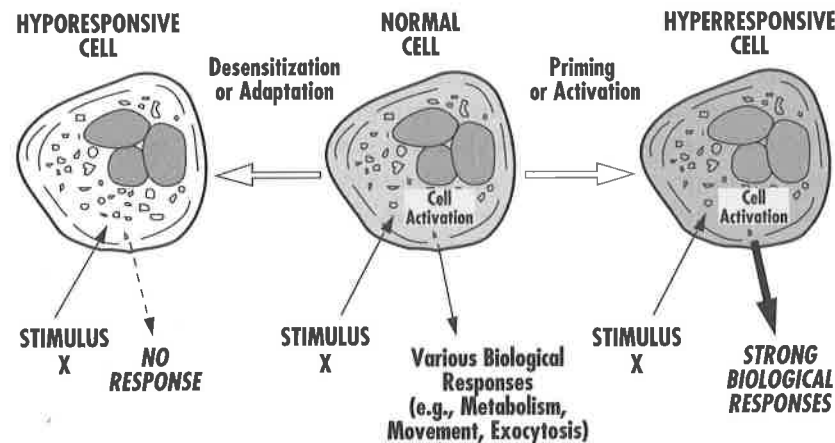 HYPORESPONSIVE
CELL
Desensitization
or Adaptation
NORMAL
CELL
Priming
or Activation
HYPERRESPONSIVE
CELL
Cell
Activation
Cell
Activation
STIMULUS
X
NO
RESPONSE
STIMULUS
X
Various Biological
Responses
(e.g., Metabolism,
Movement, Exocytosis)
STIMULUS
X
STRONG
BIOLOGICAL
RESPONSES